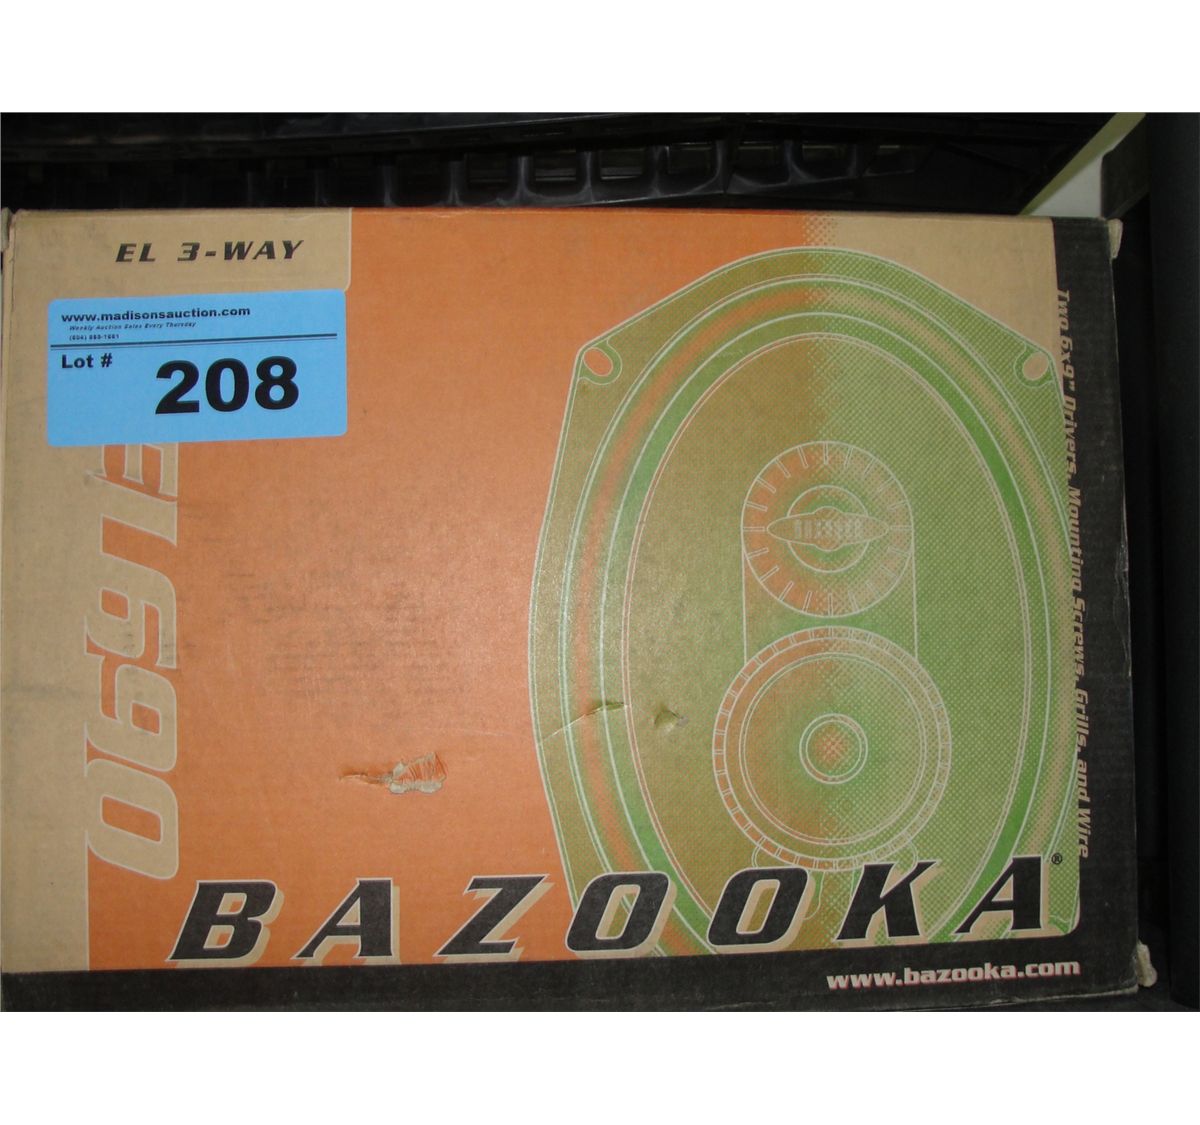 EL 3-WAY
www.madisonsauction.com
Weekly Auction Sales Every Thursday
Lot #
208
Two 6x9" Drivers, Mounting Screws, Grills, and Wire
BAZOOKA®
www.bazooka.com